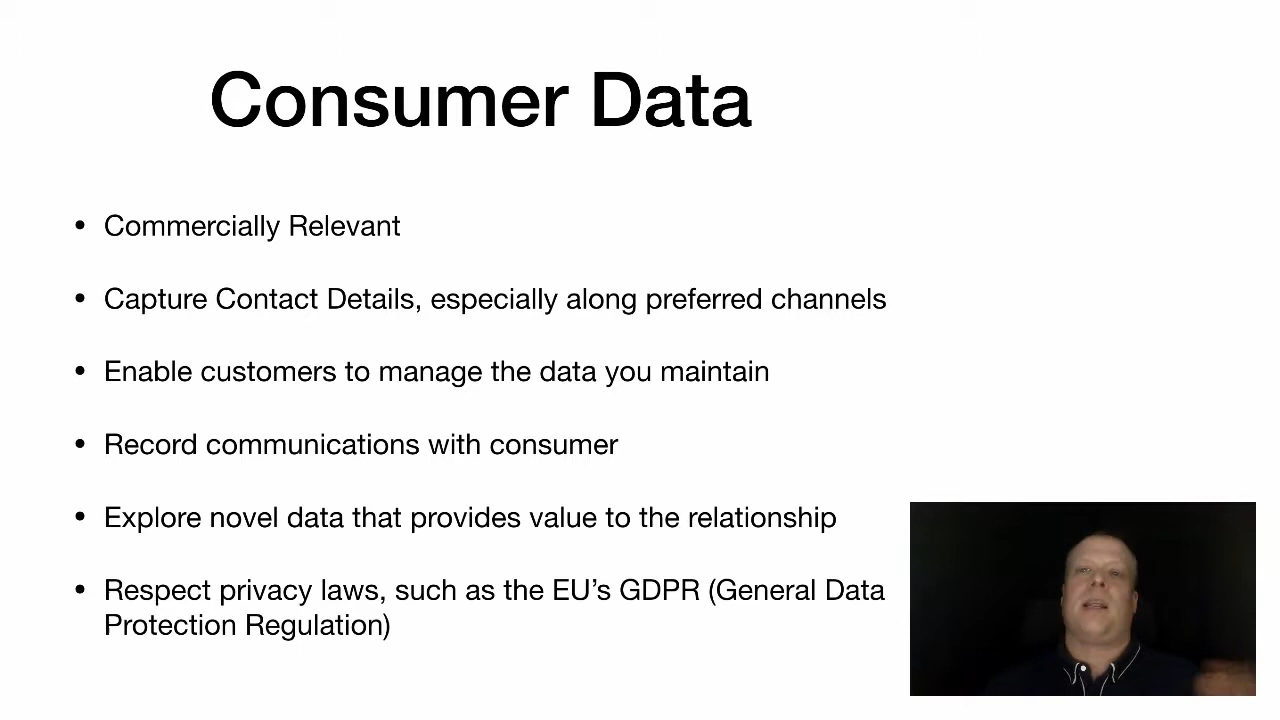 Consumer Data
• Commercially Relevant
• Capture Contact Details, especially along preferred channels
• Enable customers to manage the data you maintain
• Record communications with consumer
• Explore novel data that provides value to the relationship
• Respect privacy laws, such as the EU’s GDPR (General Data
Protection Regulation)